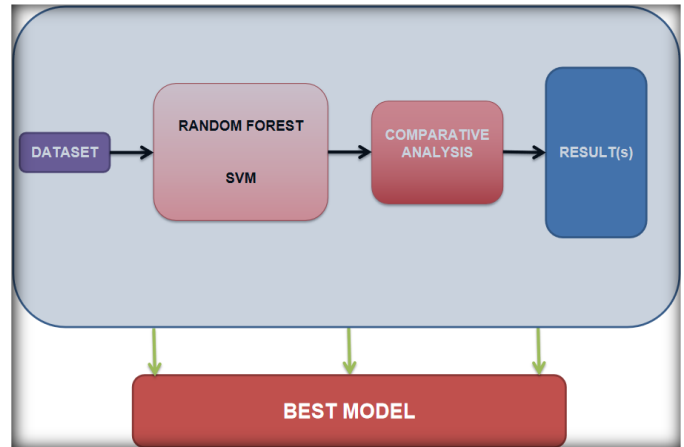 DATASET
RANDOM FOREST
SVM
COMPARATIVE
ANALYSIS
RESULT(s)
BEST MODEL